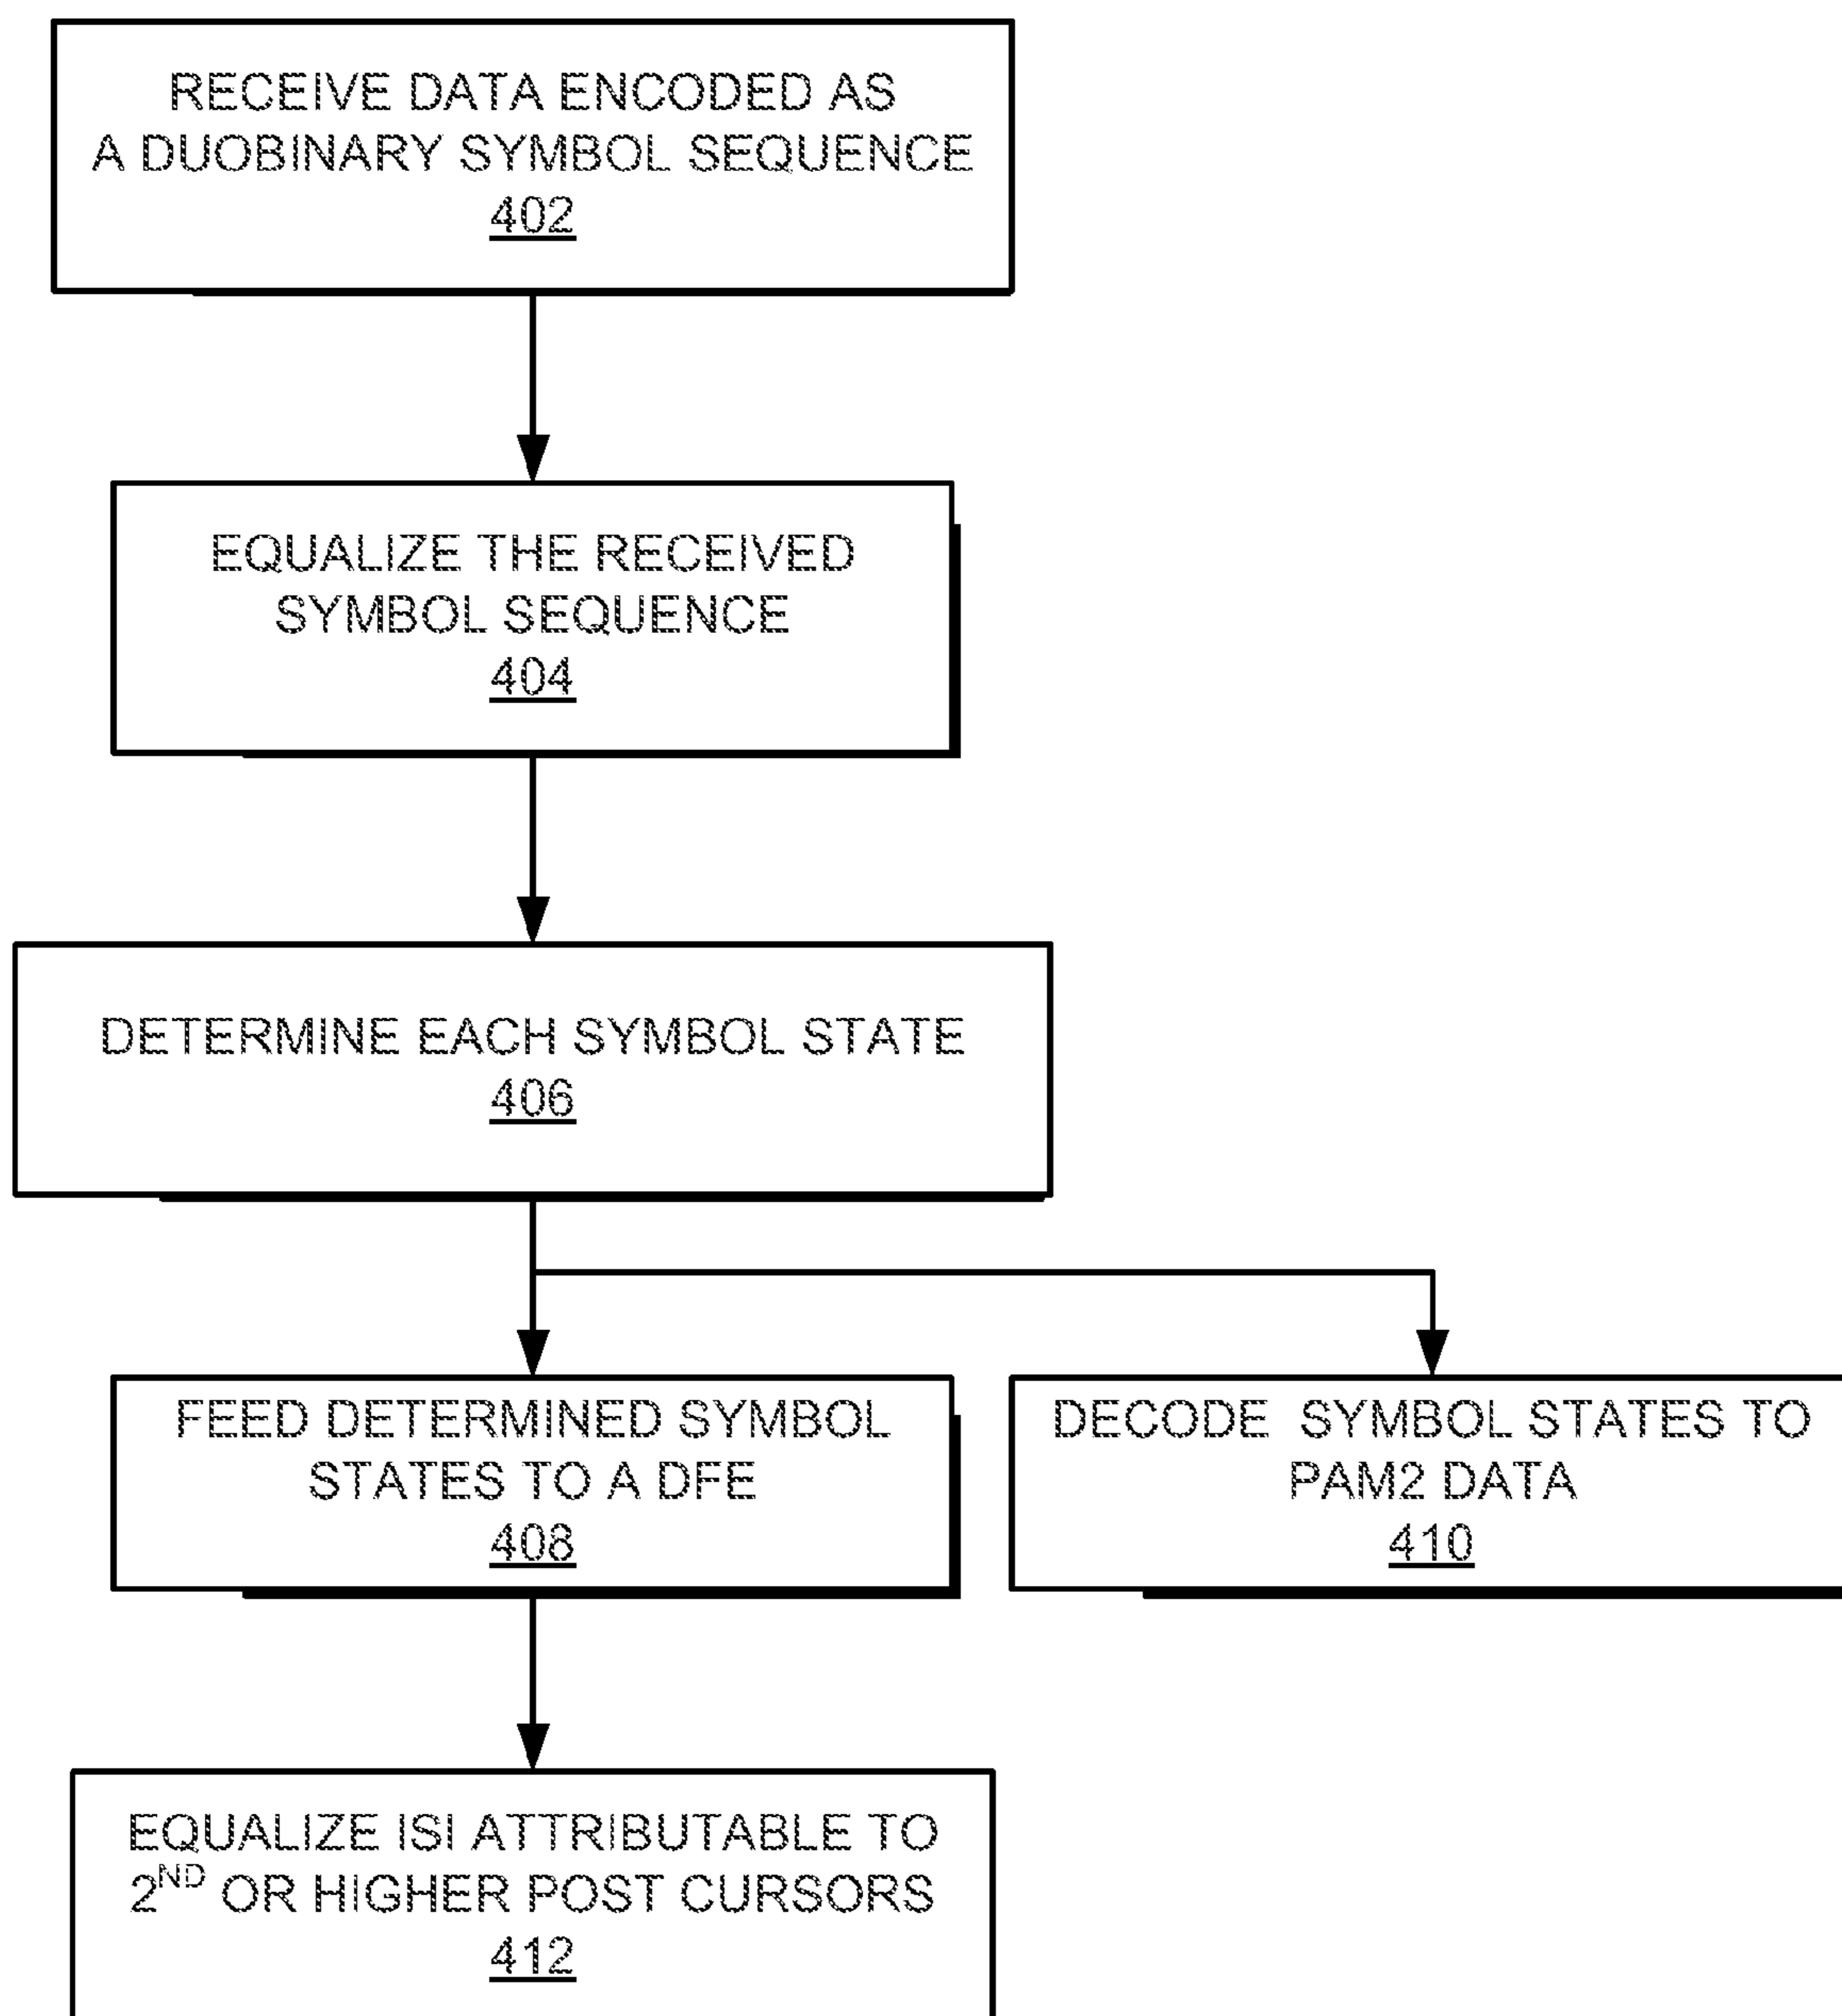 RECEIVE DATA ENCODED AS
A DUOBINARY SYMBOL SEQUENCE
402
EQUALIZE THE RECEIVED
SYMBOL SEQUENCE
404
DETERMINE EACH SYMBOL STATE
406
FEED DETERMINED SYMBOL
STATES TO A DFE
408
DECODE SYMBOL STATES TO
PAM2 DATA
410
EQUALIZE ISI ATTRIBUTABLE TO
2ND OR HIGHER POST CURSORS
412